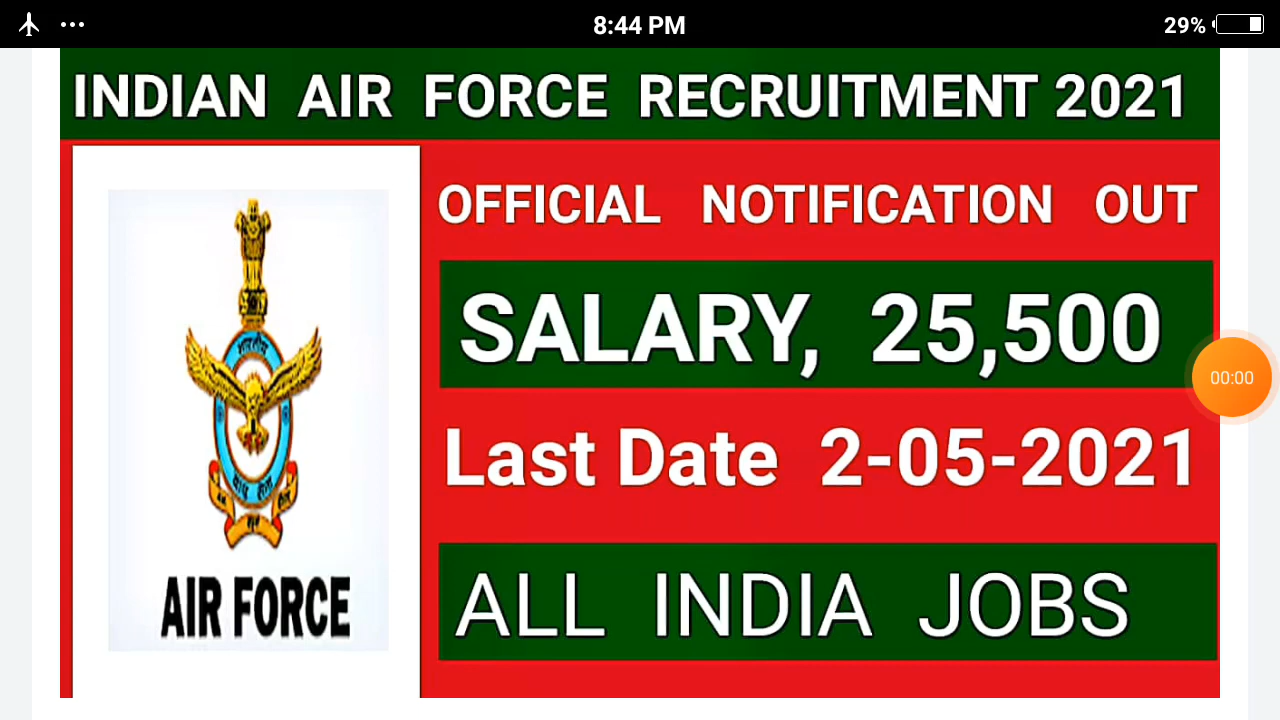 8:44 PM
29%
INDIAN AIR FORCE RECRUITMENT 2021
OFFICIAL NOTIFICATION OUT
SALARY, 25,500
00:00
Last Date 2-05-2021
ALL INDIA JOBS
AIR FORCE